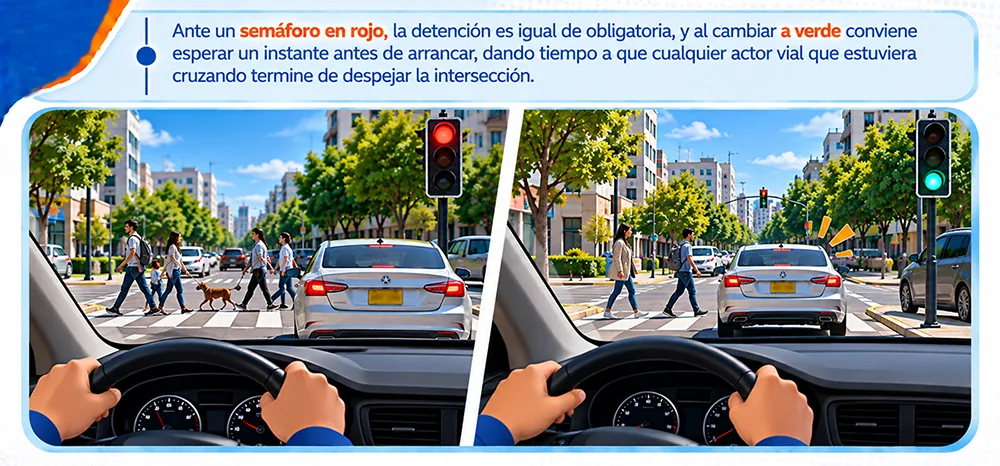 Ante un semáforo en rojo, la detención es igual de obligatoria, y al cambiar a verde conviene
esperar un instante antes de arrancar, dando tiempo a que cualquier actor vial que estuviera
cruzando termine de despejar la intersección.